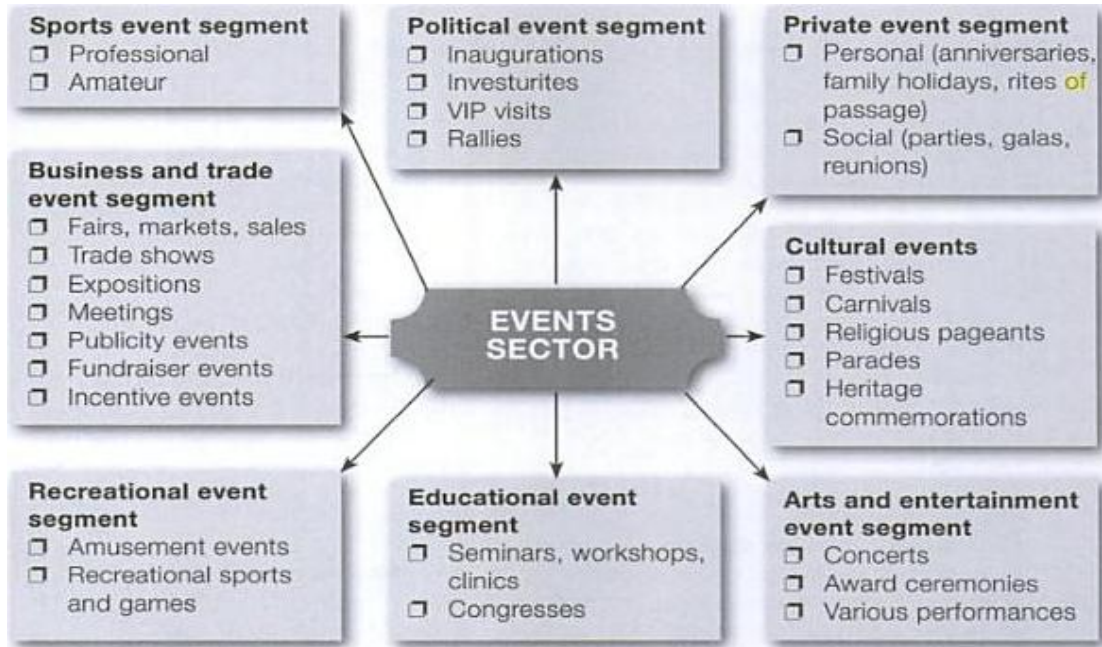 Sports event segment
❒ Professional
❒ Amateur
Political event segment
❒ Inaugurations
❒ Investurites
❒ VIP visits
❒ Rallies
Private event segment
❒ Personal (anniversaries,
family holidays, rites of
passage)
❒ Social (parties, galas,
reunions)
Business and trade
event segment
❒ Fairs, markets, sales
❒ Trade shows
❒ Expositions
❒ Meetings
❒ Publicity events
❒ Fundraiser events
❒ Incentive events
EVENTS
SECTOR
Cultural events
❒ Festivals
❒ Carnivals
❒ Religious pageants
❒ Parades
❒ Heritage
commemorations
Recreational event
segment
❒ Amusement events
❒ Recreational sports
and games
Educational event
segment
❒ Seminars, workshops,
clinics
❒ Congresses
Arts and entertainment
event segment
❒ Concerts
❒ Award ceremonies
❒ Various performances